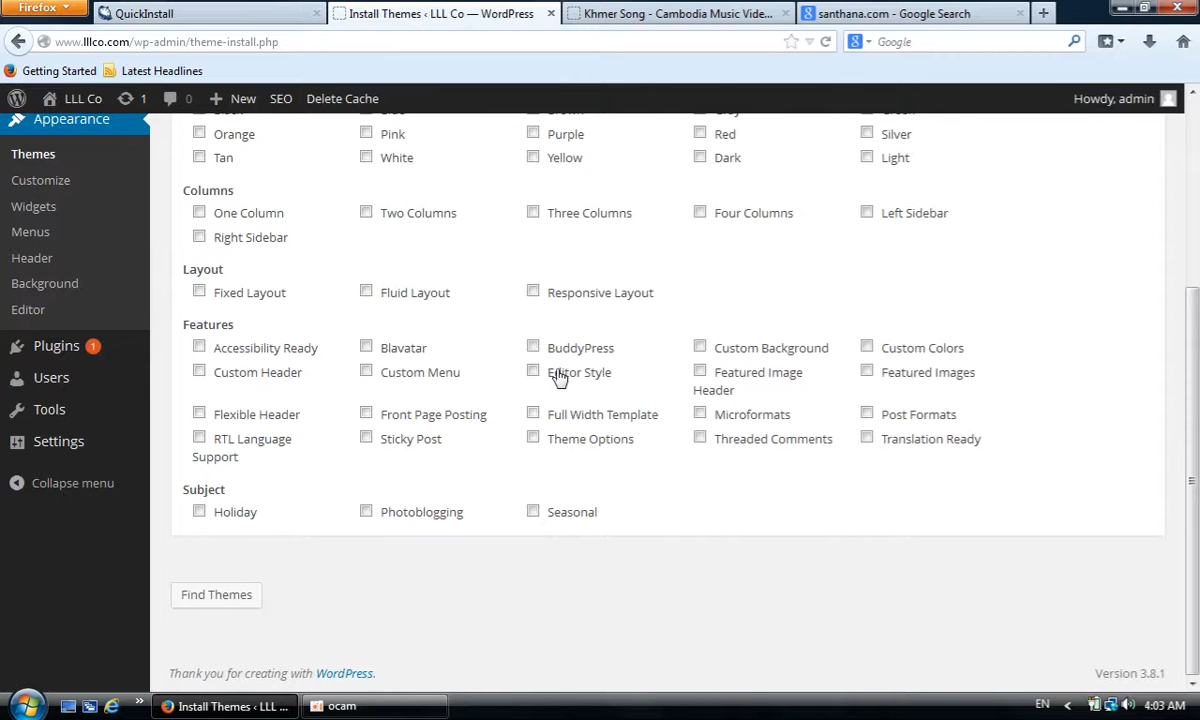 Firefox
QuickInstall
Install Themes ‹ LLL Co — WordPress
Khmer Song - Cambodia Music Vide...
santhana.com - Google Search
www.lllco.com/wp-admin/theme-install.php
Google
Getting Started
Latest Headlines
LLL Co
1
0
New
SEO
Delete Cache
Howdy, admin
Appearance
Themes
Customize
Widgets
Menus
Header
Background
Editor
Plugins 1
Users
Tools
Settings
Collapse menu
Orange
Pink
Purple
Red
Silver
Tan
White
Yellow
Dark
Light
Columns
One Column
Two Columns
Three Columns
Four Columns
Left Sidebar
Right Sidebar
Layout
Fixed Layout
Fluid Layout
Responsive Layout
Features
Accessibility Ready
Blavatar
BuddyPress
Custom Background
Custom Colors
Custom Header
Custom Menu
Editor Style
Featured Image
Header
Featured Images
Flexible Header
Front Page Posting
Full Width Template
Microformats
Post Formats
RTL Language
Support
Sticky Post
Theme Options
Threaded Comments
Translation Ready
Subject
Holiday
Photoblogging
Seasonal
Find Themes
Thank you for creating with WordPress.
Version 3.8.1
Install Themes ‹ LLL ...
ocam
EN
4:03 AM